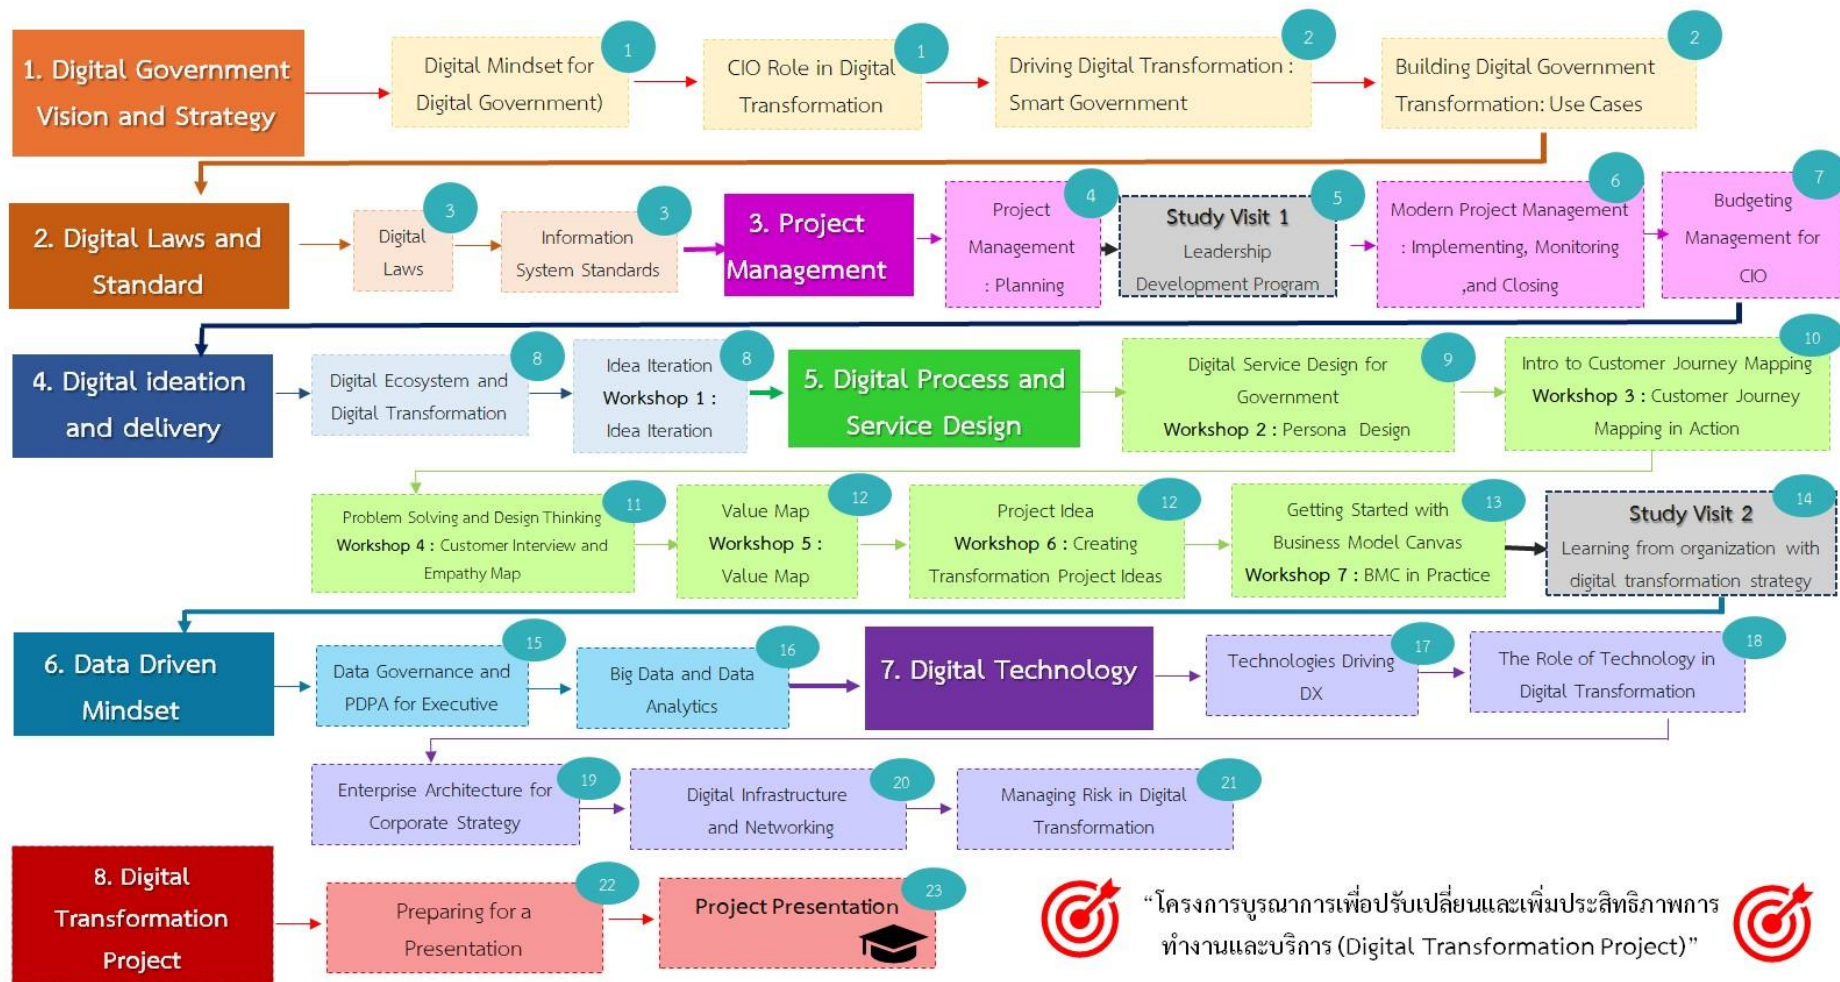 1. Digital Government
Vision and Strategy
Digital Mindset for
Digital Government)
1
CIO Role in Digital
Transformation
1
Driving Digital Transformation :
Smart Government
2
Building Digital Government
Transformation: Use Cases
2
2. Digital Laws and
Standard
Digital
Laws
3
Information
System Standards
3
3. Project
Management
Project
Management
: Planning
4
Study Visit 1
Leadership
Development Program
5
Modern Project Management
: Implementing, Monitoring
,and Closing
6
Budgeting
Management for
CIO
7
4. Digital ideation
and delivery
Digital Ecosystem and
Digital Transformation
8
Idea Iteration
Workshop 1 :
Idea Iteration
8
5. Digital Process and
Service Design
Digital Service Design for
Government
Workshop 2 : Persona Design
9
Intro to Customer Journey Mapping
Workshop 3 : Customer Journey
Mapping in Action
10
Problem Solving and Design Thinking
Workshop 4 : Customer Interview and
Empathy Map
11
Value Map
Workshop 5 :
Value Map
12
Project Idea
Workshop 6 : Creating
Transformation Project Ideas
12
Getting Started with
Business Model Canvas
Workshop 7 : BMC in Practice
13
Study Visit 2
Learning from organization with
digital transformation strategy
14
6. Data Driven
Mindset
Data Governance and
PDPA for Executive
15
Big Data and Data
Analytics
16
7. Digital Technology
Technologies Driving
DX
17
The Role of Technology in
Digital Transformation
18
Enterprise Architecture for
Corporate Strategy
19
Digital Infrastructure
and Networking
20
Managing Risk in Digital
Transformation
21
8. Digital
Transformation
Project
Preparing for a
Presentation
22
Project Presentation
23
“โครงการบูรณาการเพื่อปรับเปลี่ยนและเพิ่มประสิทธิภาพการ
ทำงานและบริการ (Digital Transformation Project)”